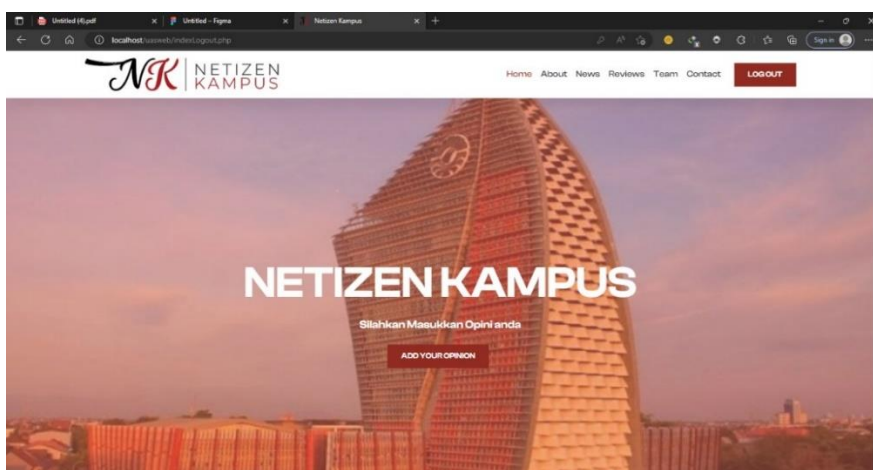 Untitled (4).pdf
Untitled – Figma
Netizen Kampus
localhost/uasweb/indexLogout.php
Sign in
NK
NETIZEN
KAMPUS
Home About News Reviews Team Contact LOGOUT
NETIZEN KAMPUS
Silahkan Masukkan Opini anda
ADD YOUR OPINION